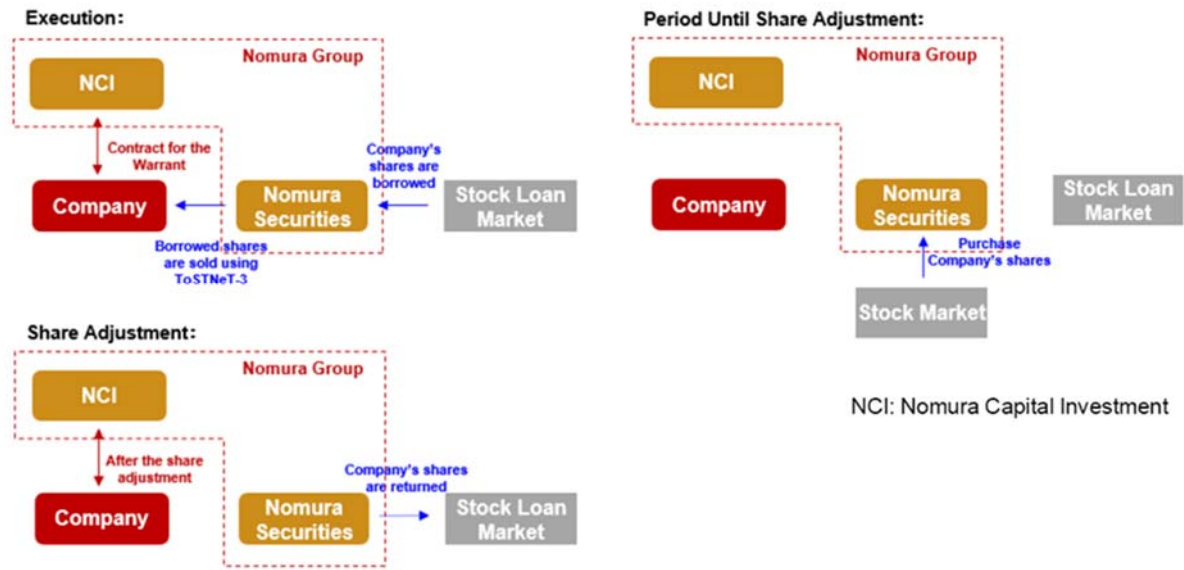 Execution:
Nomura Group
NCI
Contract for the
Warrant
Company's
shares are
borrowed
Company
Nomura
Securities
Stock Loan
Market
Borrowed shares
are sold using
ToSTNeT-3
Period Until Share Adjustment:
Nomura Group
NCI
Company
Nomura
Securities
Stock Loan
Market
Purchase
Company's shares
Stock Market
Share Adjustment:
Nomura Group
NCI
After the share
adjustment
Company's shares
are returned
Company
Nomura
Securities
Stock Loan
Market
NCI: Nomura Capital Investment